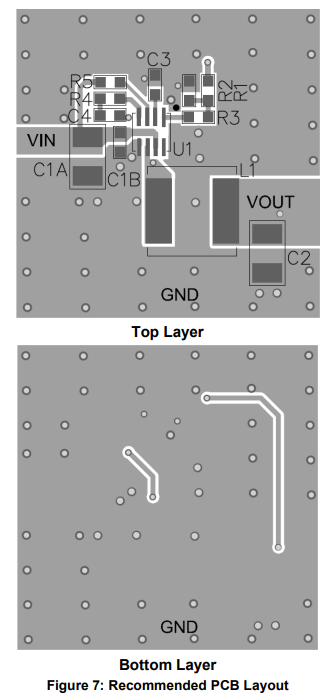 C3
R5
R4
C4
R2
R1
R3
VIN
U1
C1A
C1B
L1
VOUT
C2
GND
Top Layer
GND
Bottom Layer
Figure 7: Recommended PCB Layout